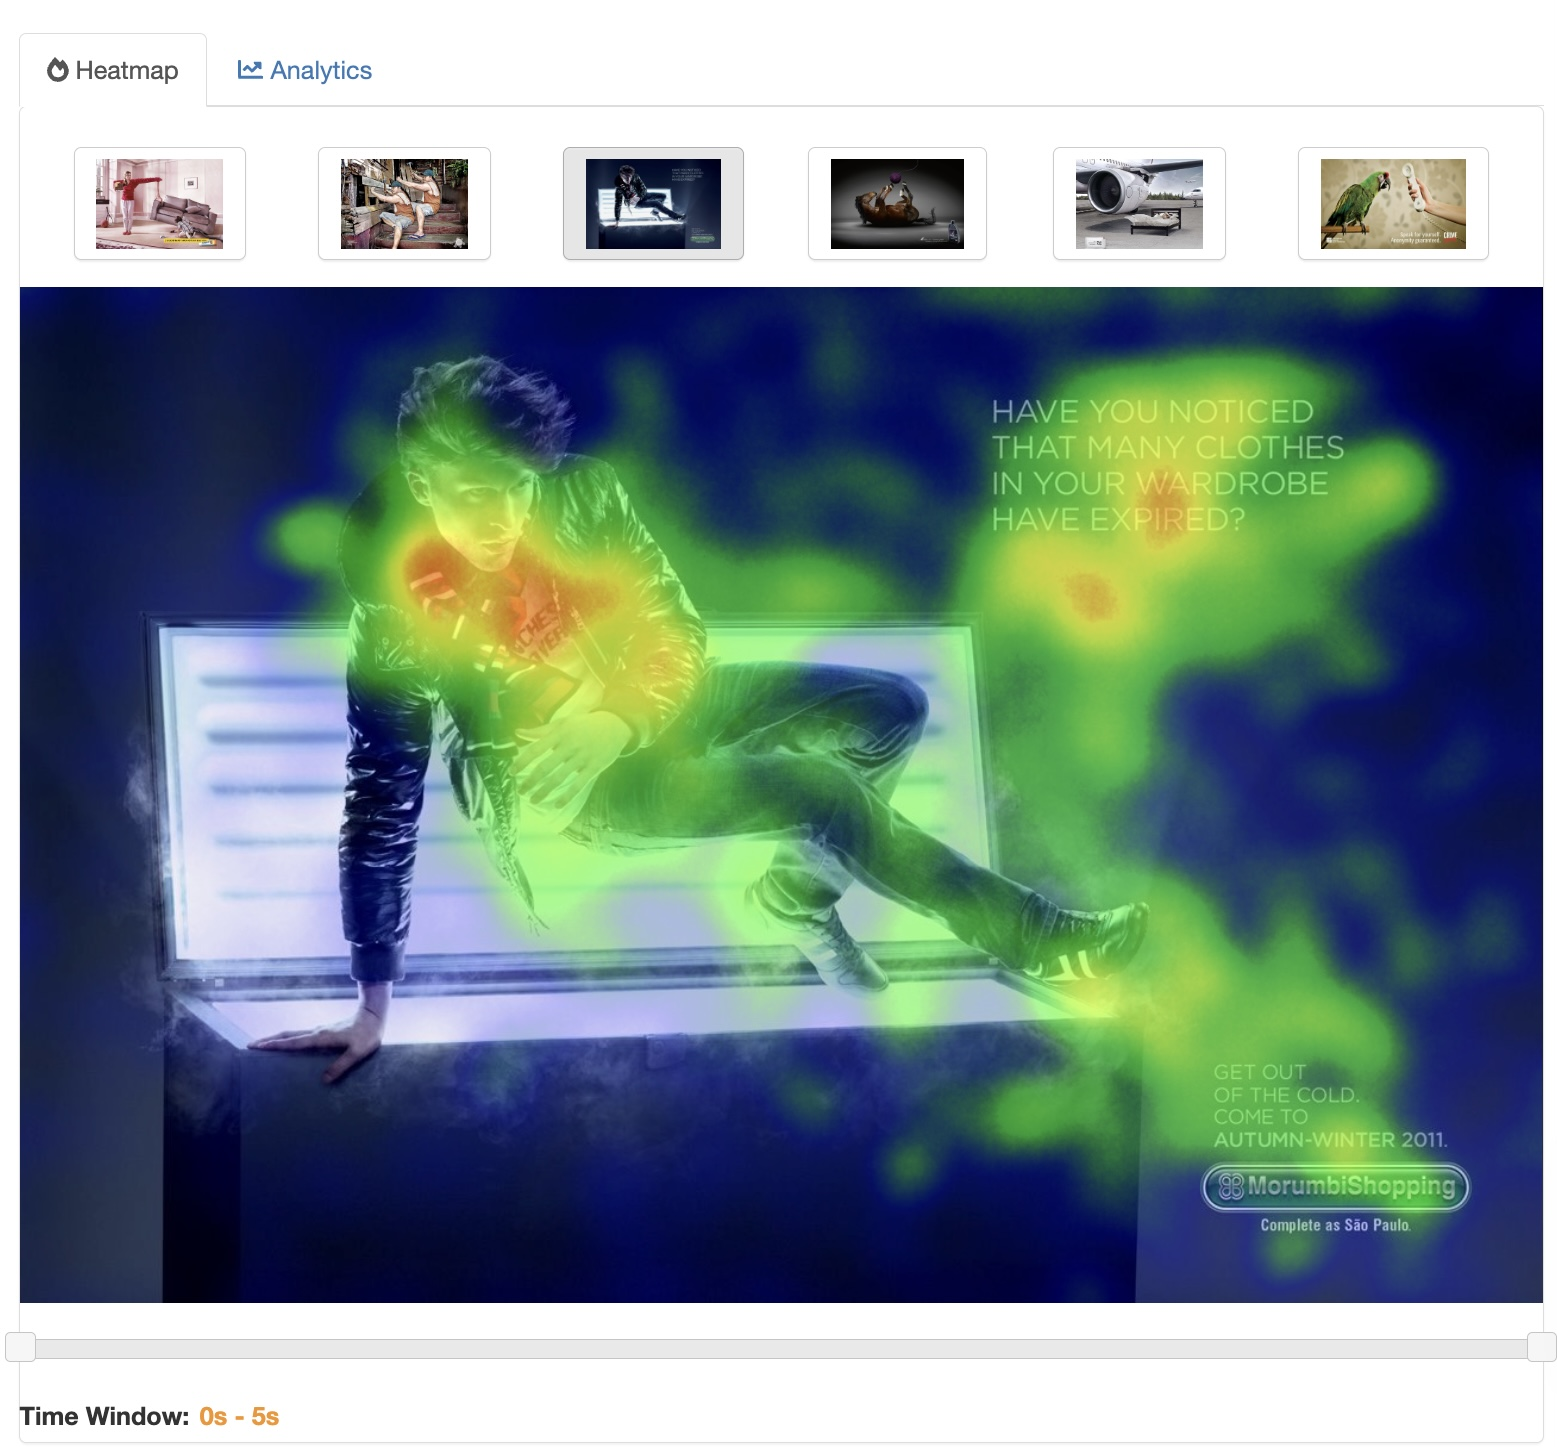 Heatmap
Analytics
HAVE YOU NOTICED
THAT MANY CLOTHES
IN YOUR WARDROBE
HAVE EXPIRED?
GET OUT
OF THE COLD.
COME TO
AUTUMN-WINTER 2011.
MorumbiShopping
Complete as São Paulo.
Time Window: 0s - 5s